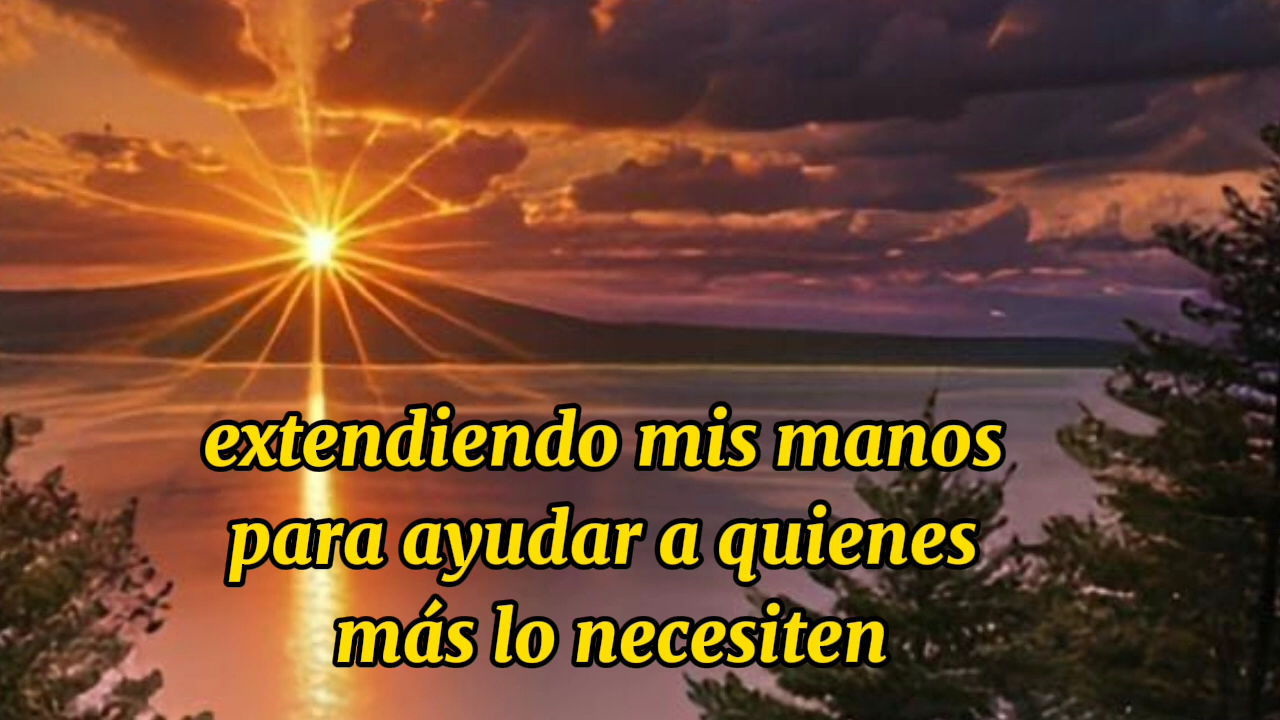 extendiendo mis manos
para ayudar a quienes
más lo necesiten